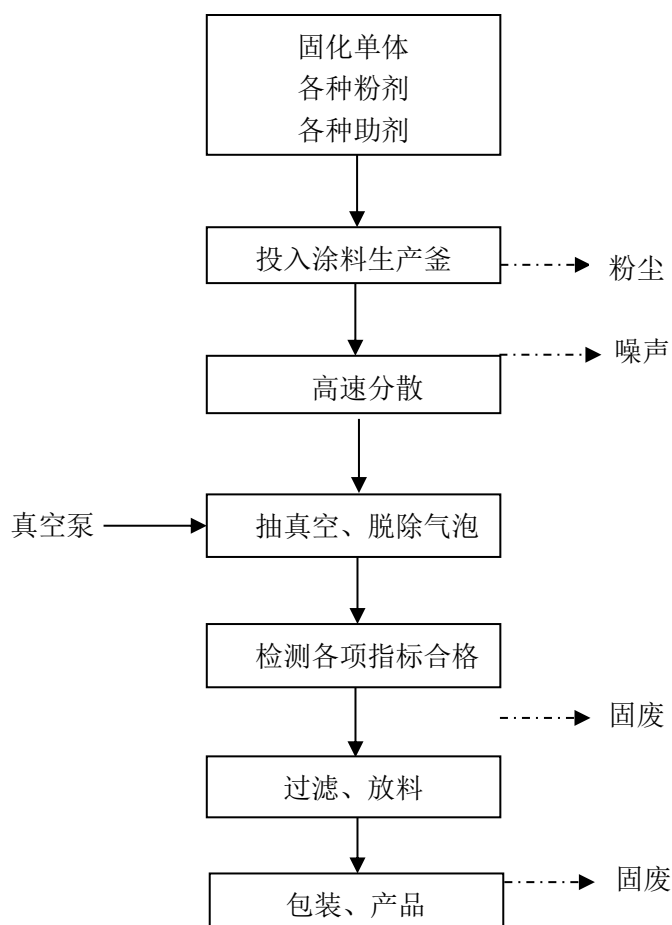 固化单体
各种粉剂
各种助剂
投入涂料生产釜
粉尘
噪声
高速分散
真空泵
抽真空、脱除气泡
检测各项指标合格
固废
过滤、放料
固废
包装、产品